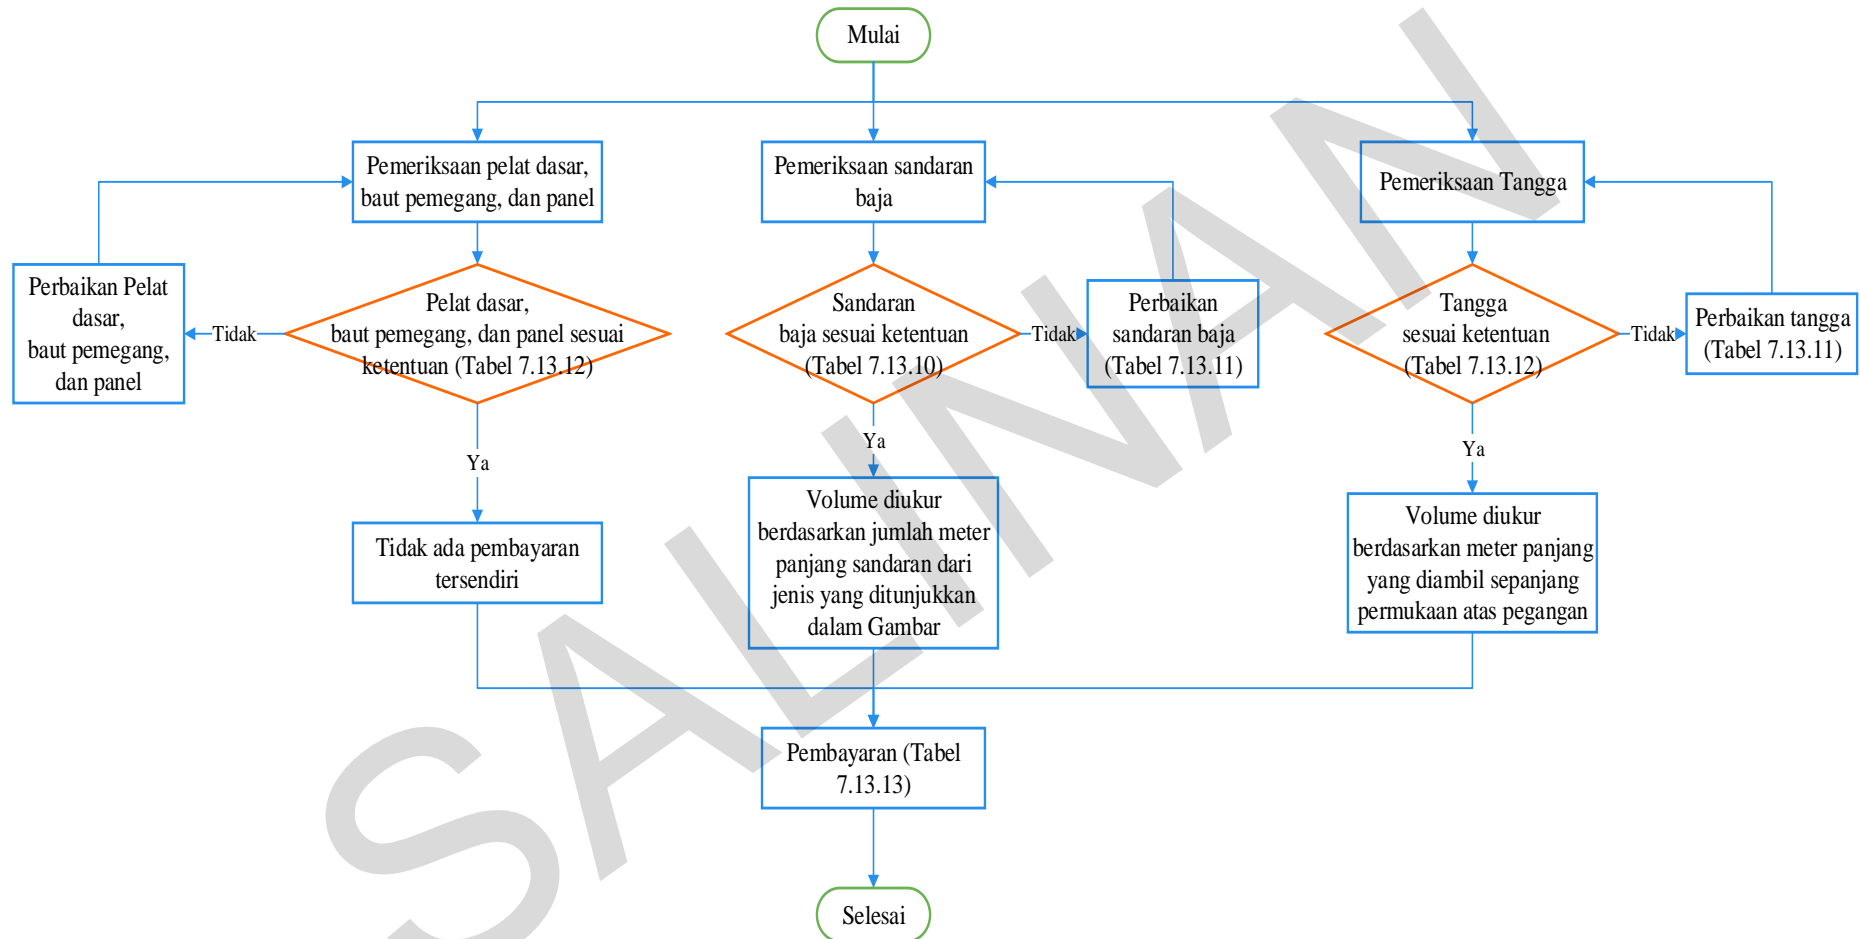 Mulai
Pemeriksaan pelat dasar,
baut pemegang, dan panel
Pemeriksaan sandaran
baja
Pemeriksaan Tangga
Perbaikan Pelat
dasar,
baut pemegang,
dan panel
Tidak
Pelat dasar,
baut pemegang, dan panel sesuai
ketentuan (Tabel 7.13.12)
Sandaran
baja sesuai ketentuan
(Tabel 7.13.10)
Tidak
Perbaikan
sandaran baja
(Tabel 7.13.11)
Tangga
sesuai ketentuan
(Tabel 7.13.12)
Tidak
Perbaikan tangga
(Tabel 7.13.11)
Ya
Ya
Ya
Tidak ada pembayaran
tersendiri
Volume diukur
berdasarkan jumlah meter
panjang sandaran dari
jenis yang ditunjukkan
dalam Gambar
Volume diukur
berdasarkan meter panjang
yang diambil sepanjang
permukaan atas pegangan
Pembayaran (Tabel
7.13.13)
Selesai
SALINAN